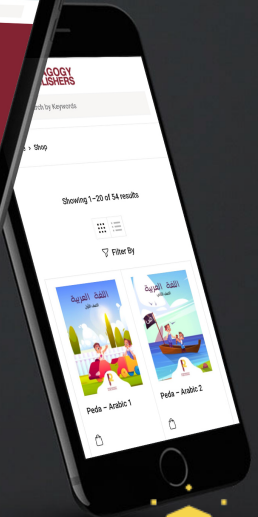 AGOGY
LISHERS
rch by Keywords
> Shop
Showing 1–20 of 54 results
Filter By
اللغة العربية
اللغة العربية
Peda – Arabic 1
Peda – Arabic 2